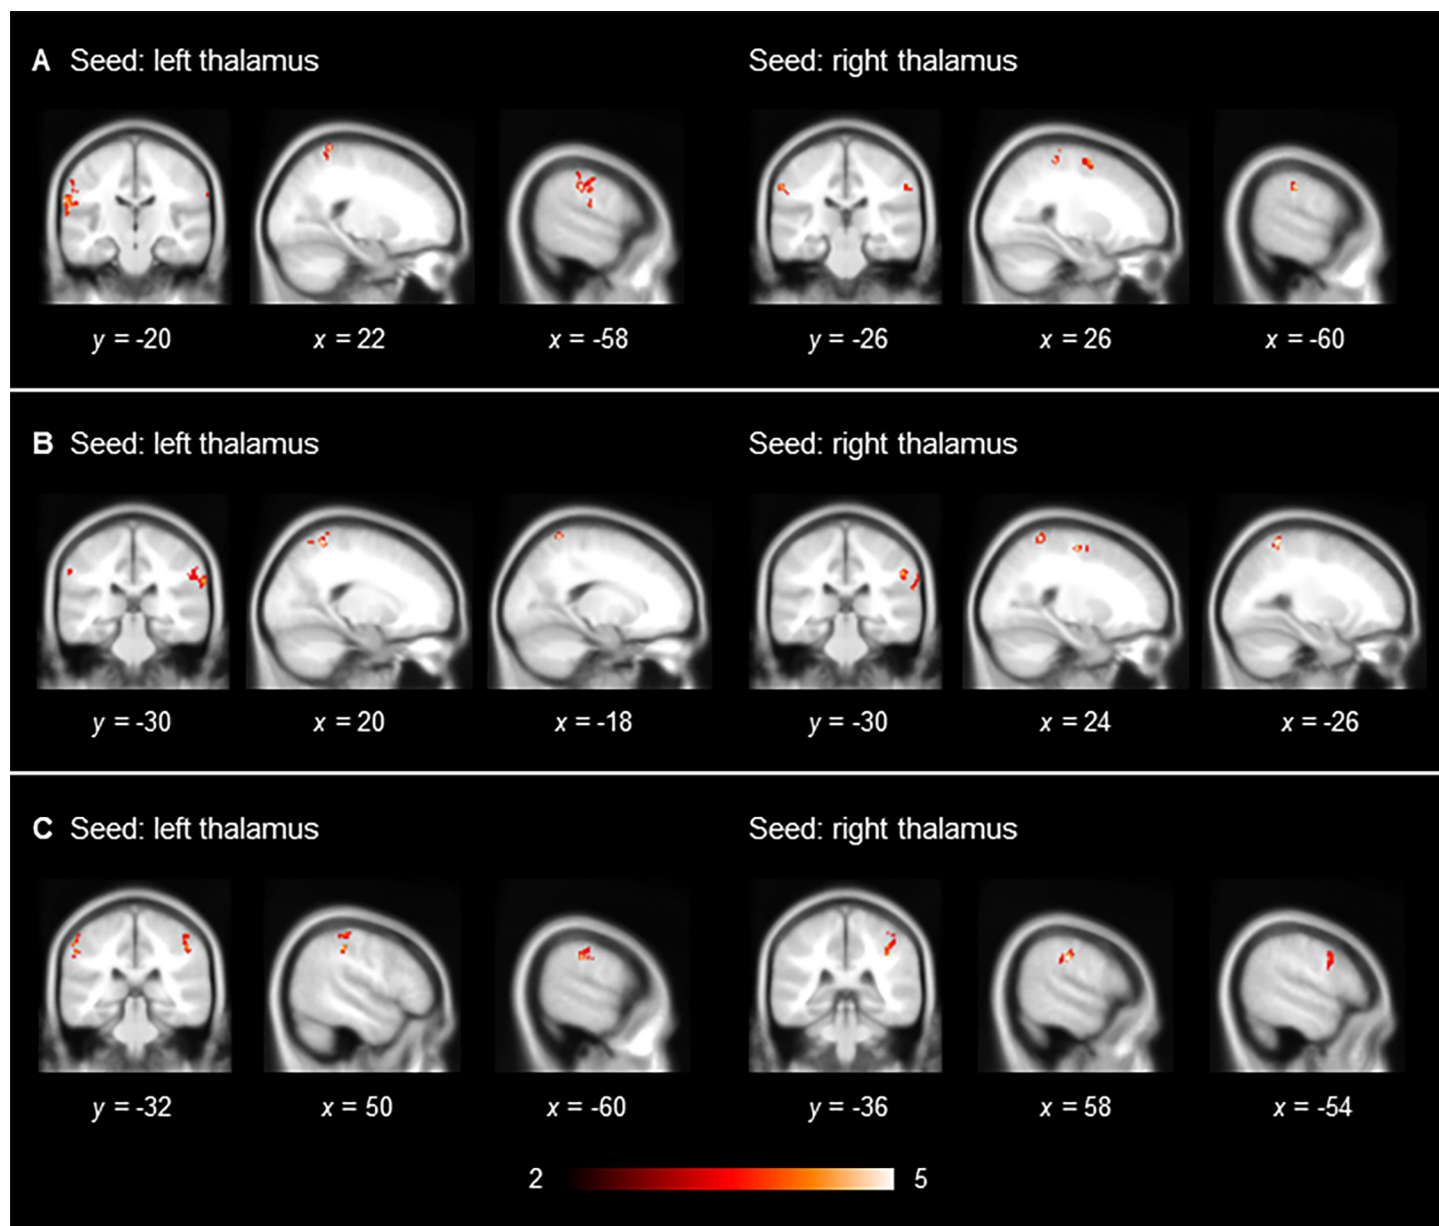 A Seed: left thalamus
Seed: right thalamus
y = -20
x = 22
x = -58
y = -26
x = 26
x = -60
B Seed: left thalamus
Seed: right thalamus
y = -30
x = 20
x = -18
y = -30
x = 24
x = -26
C Seed: left thalamus
Seed: right thalamus
y = -32
x = 50
x = -60
y = -36
x = 58
x = -54
2
5